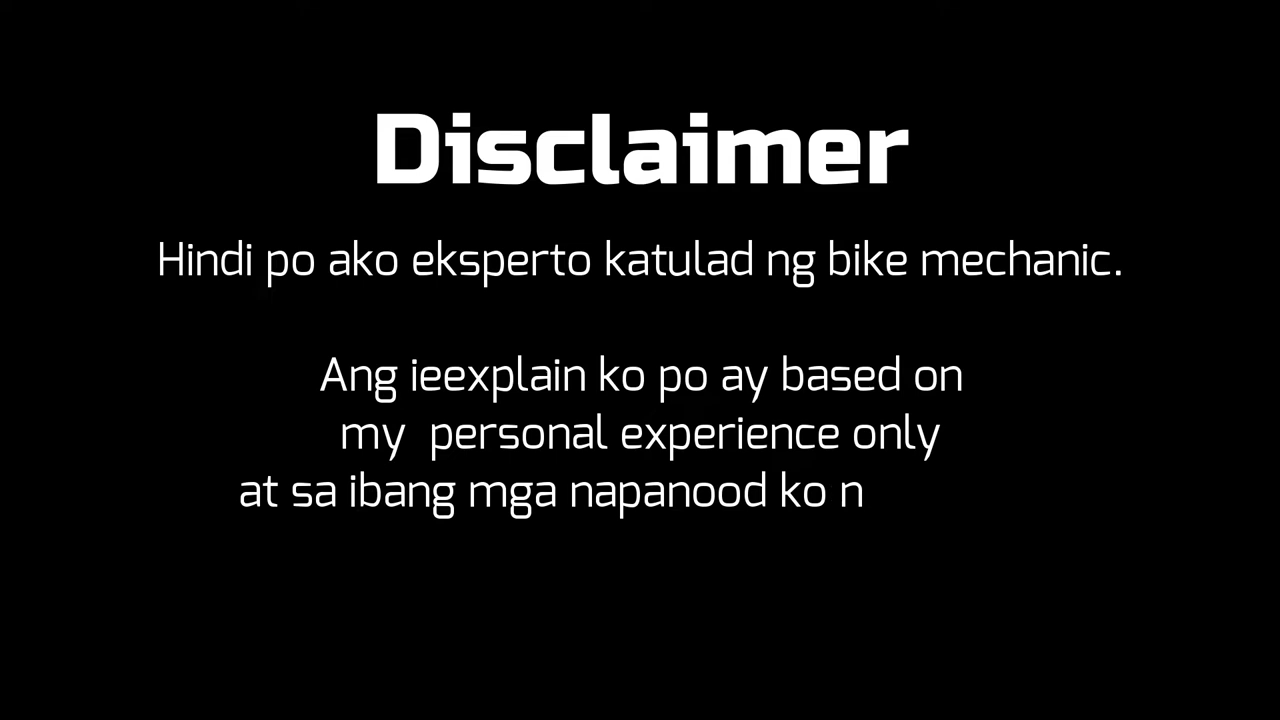 Disclaimer
Hindi po ako eksperto katulad ng bike mechanic.
Ang ieexplain ko po ay based on
my personal experience only
at sa ibang mga napanood ko n